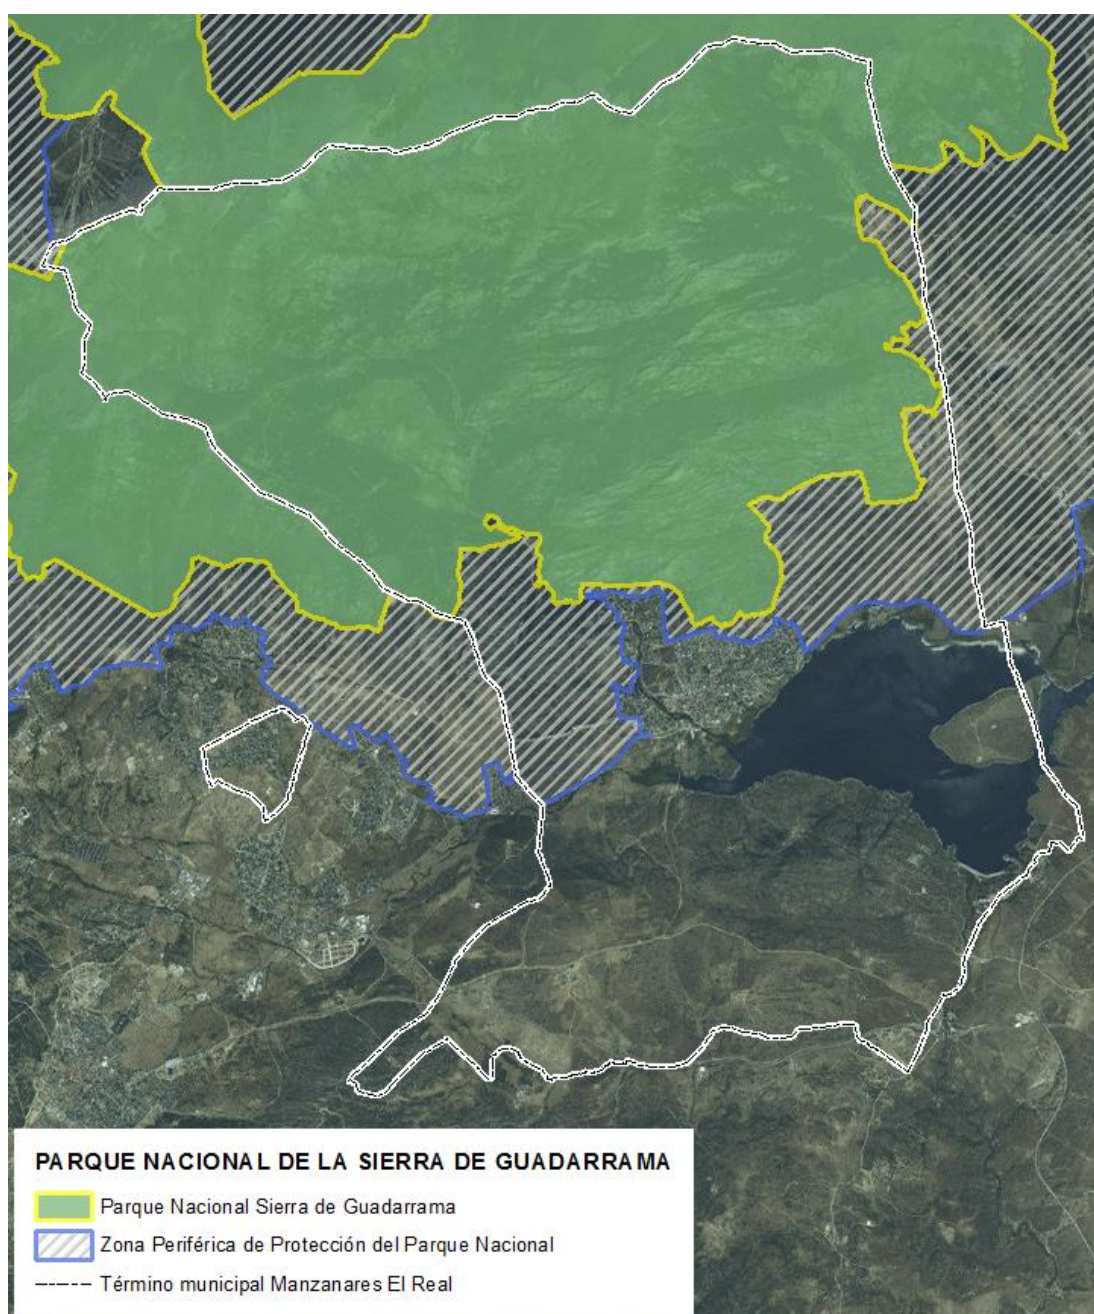 PARQUE NACIONAL DE LA SIERRA DE GUADARRAMA
Parque Nacional Sierra de Guadarrama
Zona Periférica de Protección del Parque Nacional
Término municipal Manzanares El Real